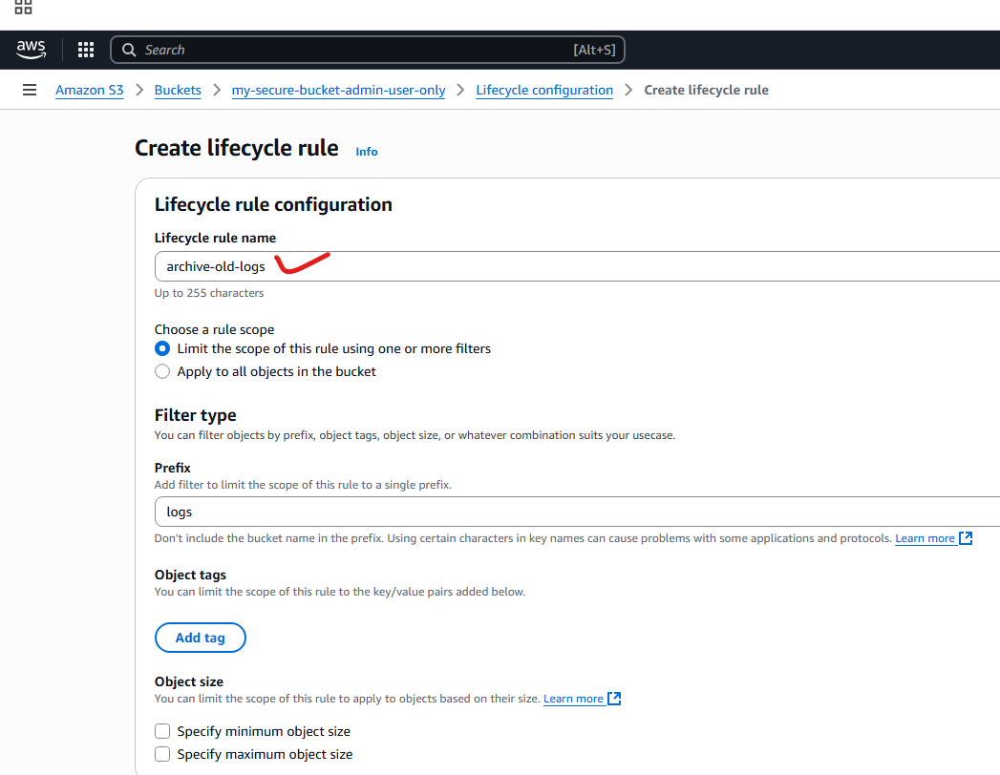 aws
Search [Alt+S]
Amazon S3 > Buckets > my-secure-bucket-admin-user-only > Lifecycle configuration > Create lifecycle rule
Create lifecycle rule Info
Lifecycle rule configuration
Lifecycle rule name
archive-old-logs
Up to 255 characters
Choose a rule scope
Limit the scope of this rule using one or more filters
Apply to all objects in the bucket
Filter type
You can filter objects by prefix, object tags, object size, or whatever combination suits your usecase.
Prefix
Add filter to limit the scope of this rule to a single prefix.
logs
Don't include the bucket name in the prefix. Using certain characters in key names can cause problems with some applications and protocols. Learn more
Object tags
You can limit the scope of this rule to the key/value pairs added below.
Add tag
Object size
You can limit the scope of this rule to apply to objects based on their size. Learn more
Specify minimum object size
Specify maximum object size